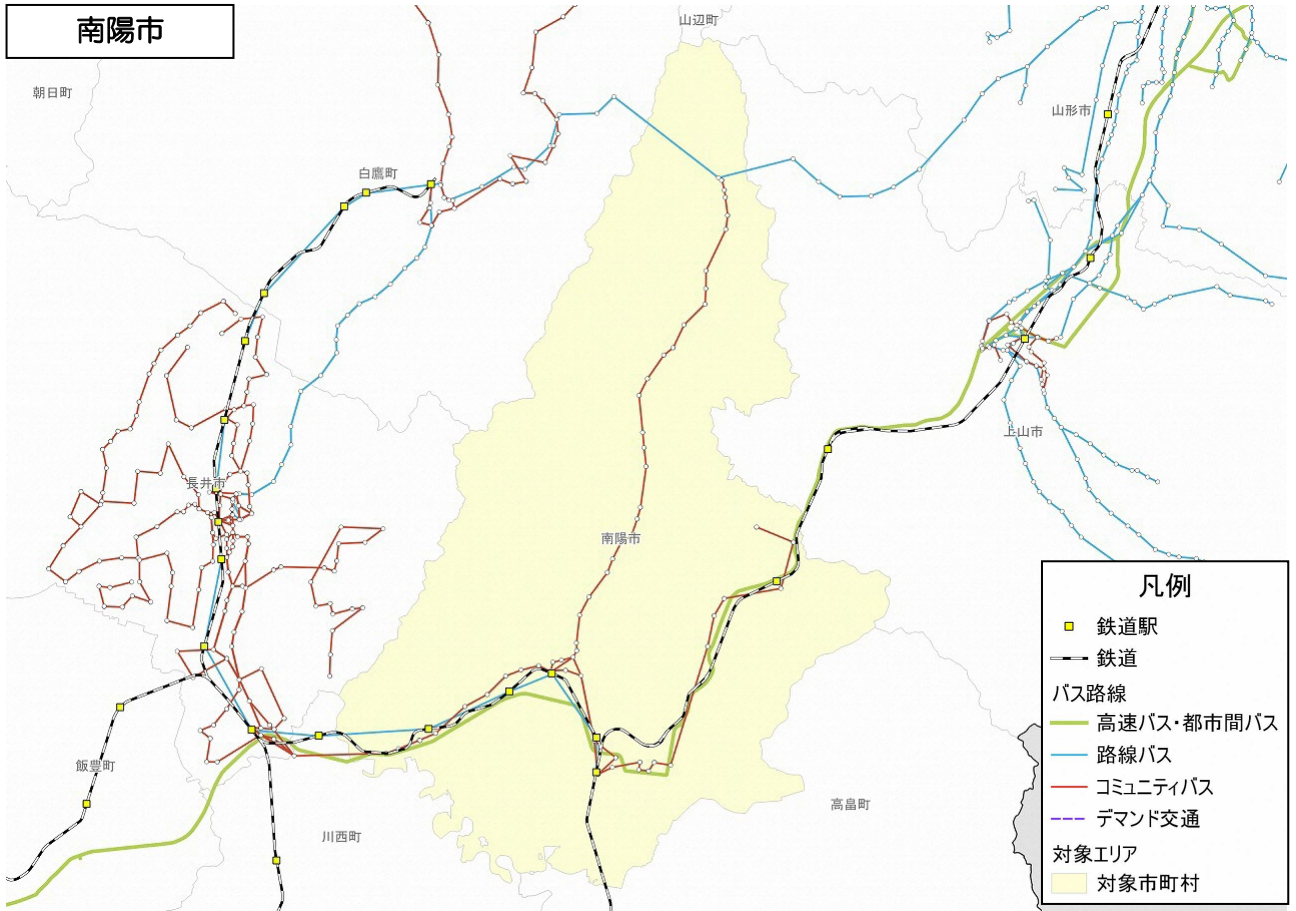 南陽市
山辺町
朝日町
山形市
白鷹町
上山市
長井市
南陽市
飯豊町
高畠町
川西町
凡例
鉄道駅
鉄道
バス路線
高速バス・都市間バス
路線バス
コミュニティバス
デマンド交通
対象エリア
対象市町村